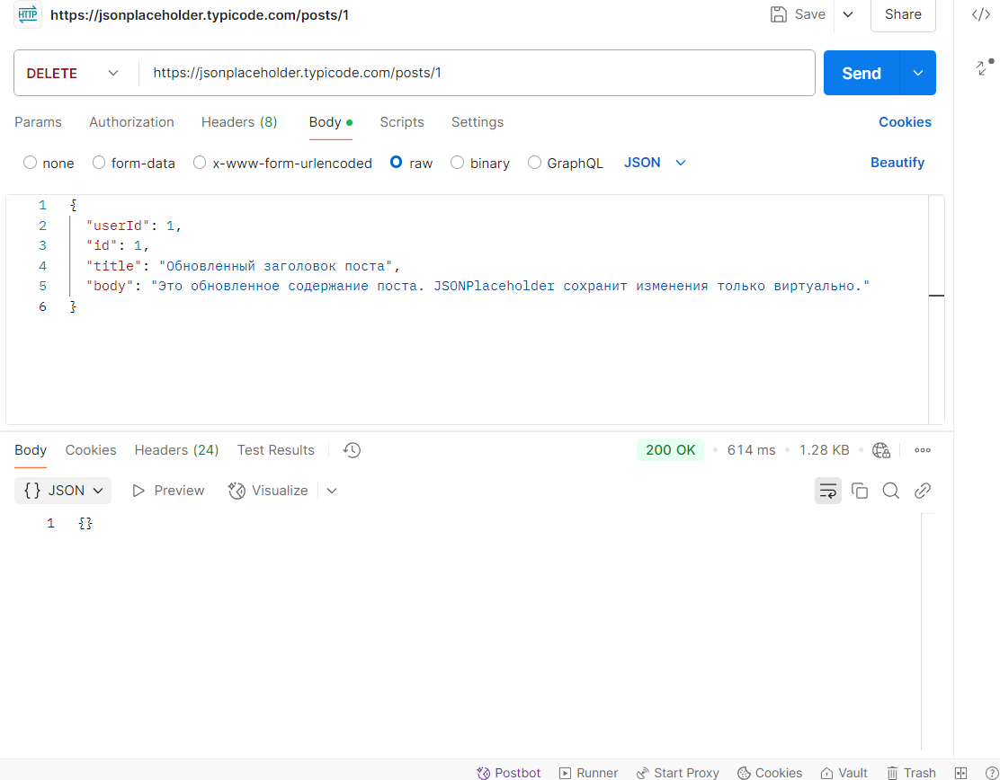 HTTP https://jsonplaceholder.typicode.com/posts/1 Save Share </>
DELETE https://jsonplaceholder.typicode.com/posts/1 Send
Params Authorization Headers (8) Body Scripts Settings Cookies
none form-data x-www-form-urlencoded raw binary GraphQL JSON Beautify
1 {
2 "userId": 1,
3 "id": 1,
4 "title": "Обновленный заголовок поста",
5 "body": "Это обновленное содержание поста. JSONPlaceholder сохранит изменения только виртуально."
6 }
Body Cookies Headers (24) Test Results 200 OK 614 ms 1.28 KB
{} JSON Preview Visualize
1 {}
Postbot Runner Start Proxy Cookies Vault Trash